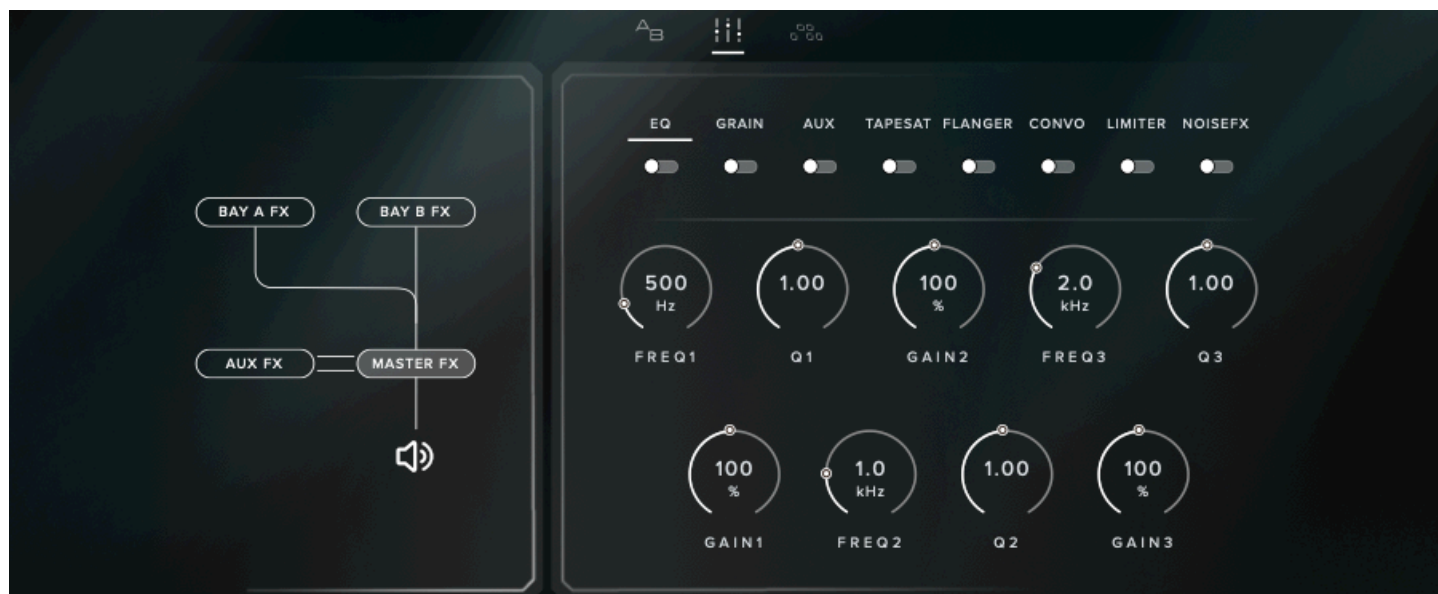 AB
EQ GRAIN AUX TAPESAT FLANGER CONVO LIMITER NOISEFX
BAY A FX BAY B FX
500 1.00 100 2.0 1.00
Hz % kHz
FREQ1 Q1 GAIN2 FREQ3 Q3
AUX FX MASTER FX
100 1.0 1.00 100
% kHz %
GAIN1 FREQ2 Q2 GAIN3